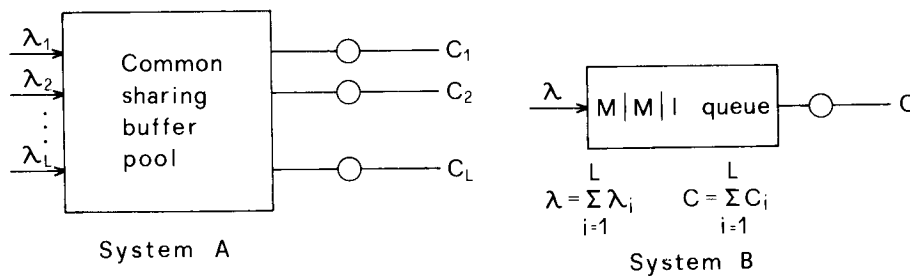 λ1
λ2
λL
Common
sharing
buffer
pool
C1
C2
CL
System A
λ
M|M|1 queue
C
λ = L Σ λi i=1
C = L Σ Ci i=1
System B